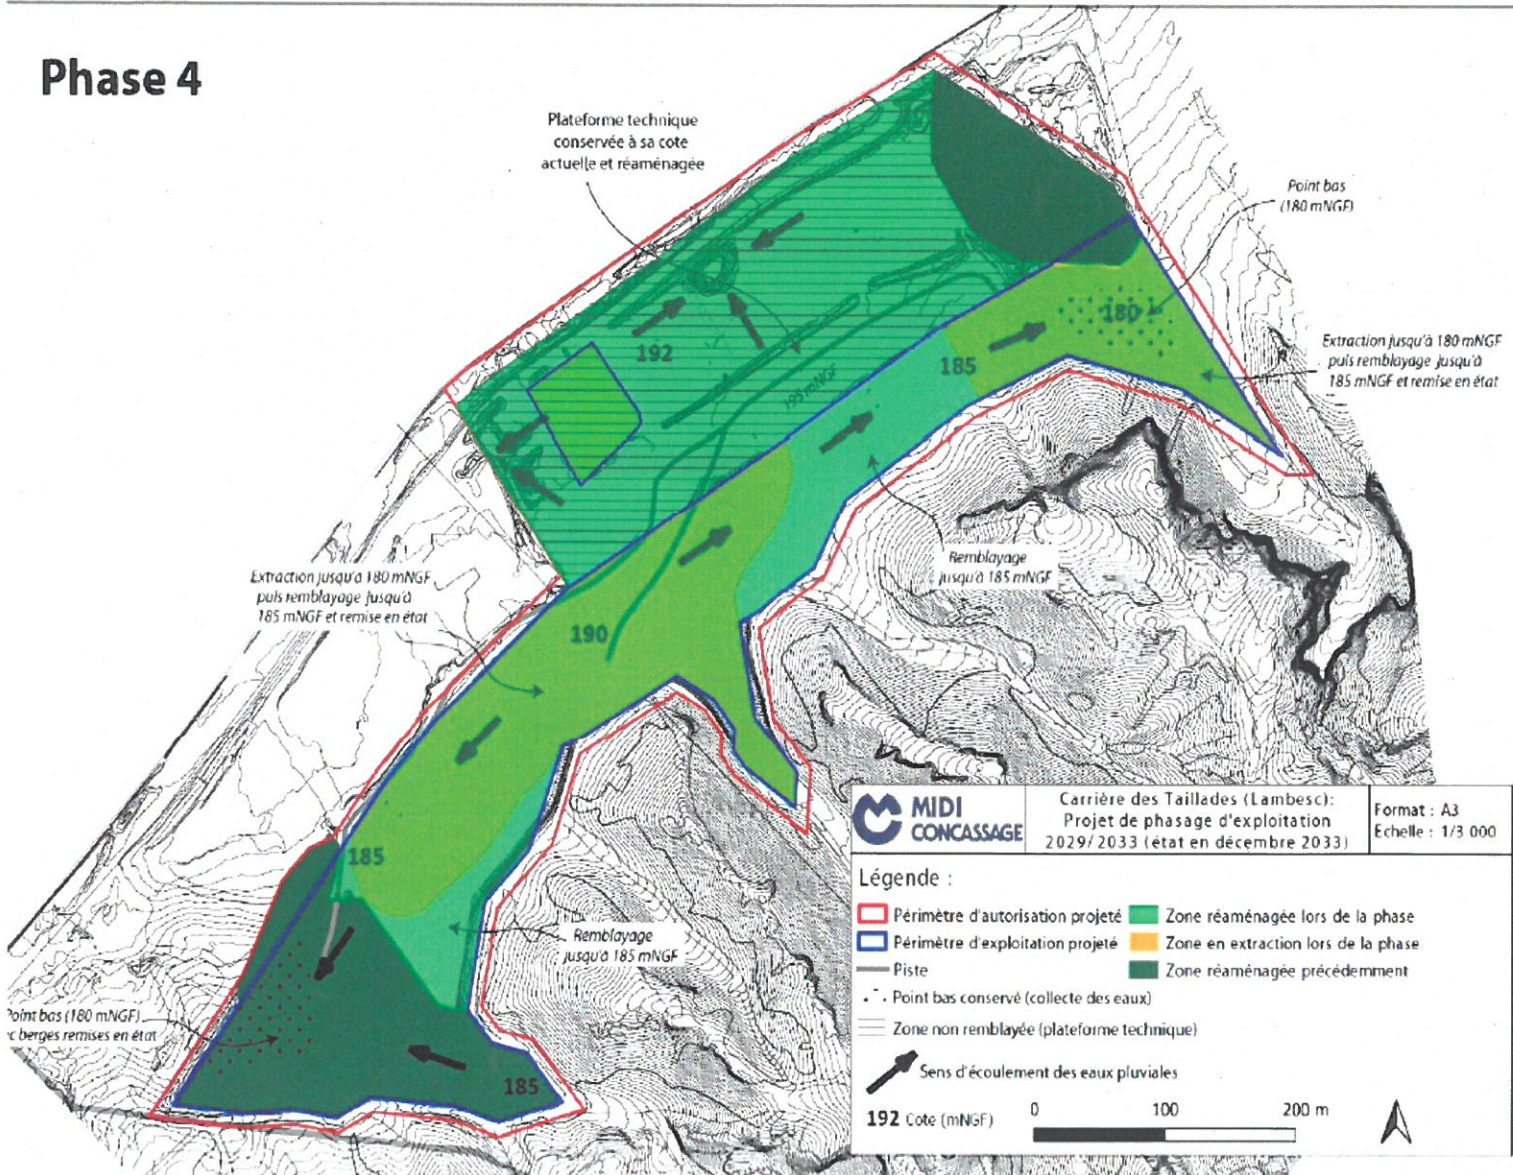 Phase 4
Plateforme technique
conservée à sa cote
actuelle et réaménagée
Point bas
(180 mNGF)
180
192
185
Extraction jusqu'à 180 mNGF
puis remblayage jusqu'à
185 mNGF et remise en état
195 mNGF
Remblayage
jusqu'à 185 mNGF
Extraction jusqu'à 180 mNGF
puis remblayage jusqu'à
185 mNGF et remise en état
190
185
Remblayage
jusqu'à 185 mNGF
Point bas (180 mNGF)
c berges remises en état
185
MIDI
CONCASSAGE
Carrière des Taillades (Lambesc):
Projet de phasage d'exploitation
2029/2033 (état en décembre 2033)
Format : A3
Echelle : 1/3 000
Légende :
Périmètre d'autorisation projeté
Zone réaménagée lors de la phase
Périmètre d'exploitation projeté
Zone en extraction lors de la phase
Piste
Zone réaménagée précédemment
Point bas conservé (collecte des eaux)
Zone non remblayée (plateforme technique)
Sens d'écoulement des eaux pluviales
192 Cote (mNGF)
0 100 200 m